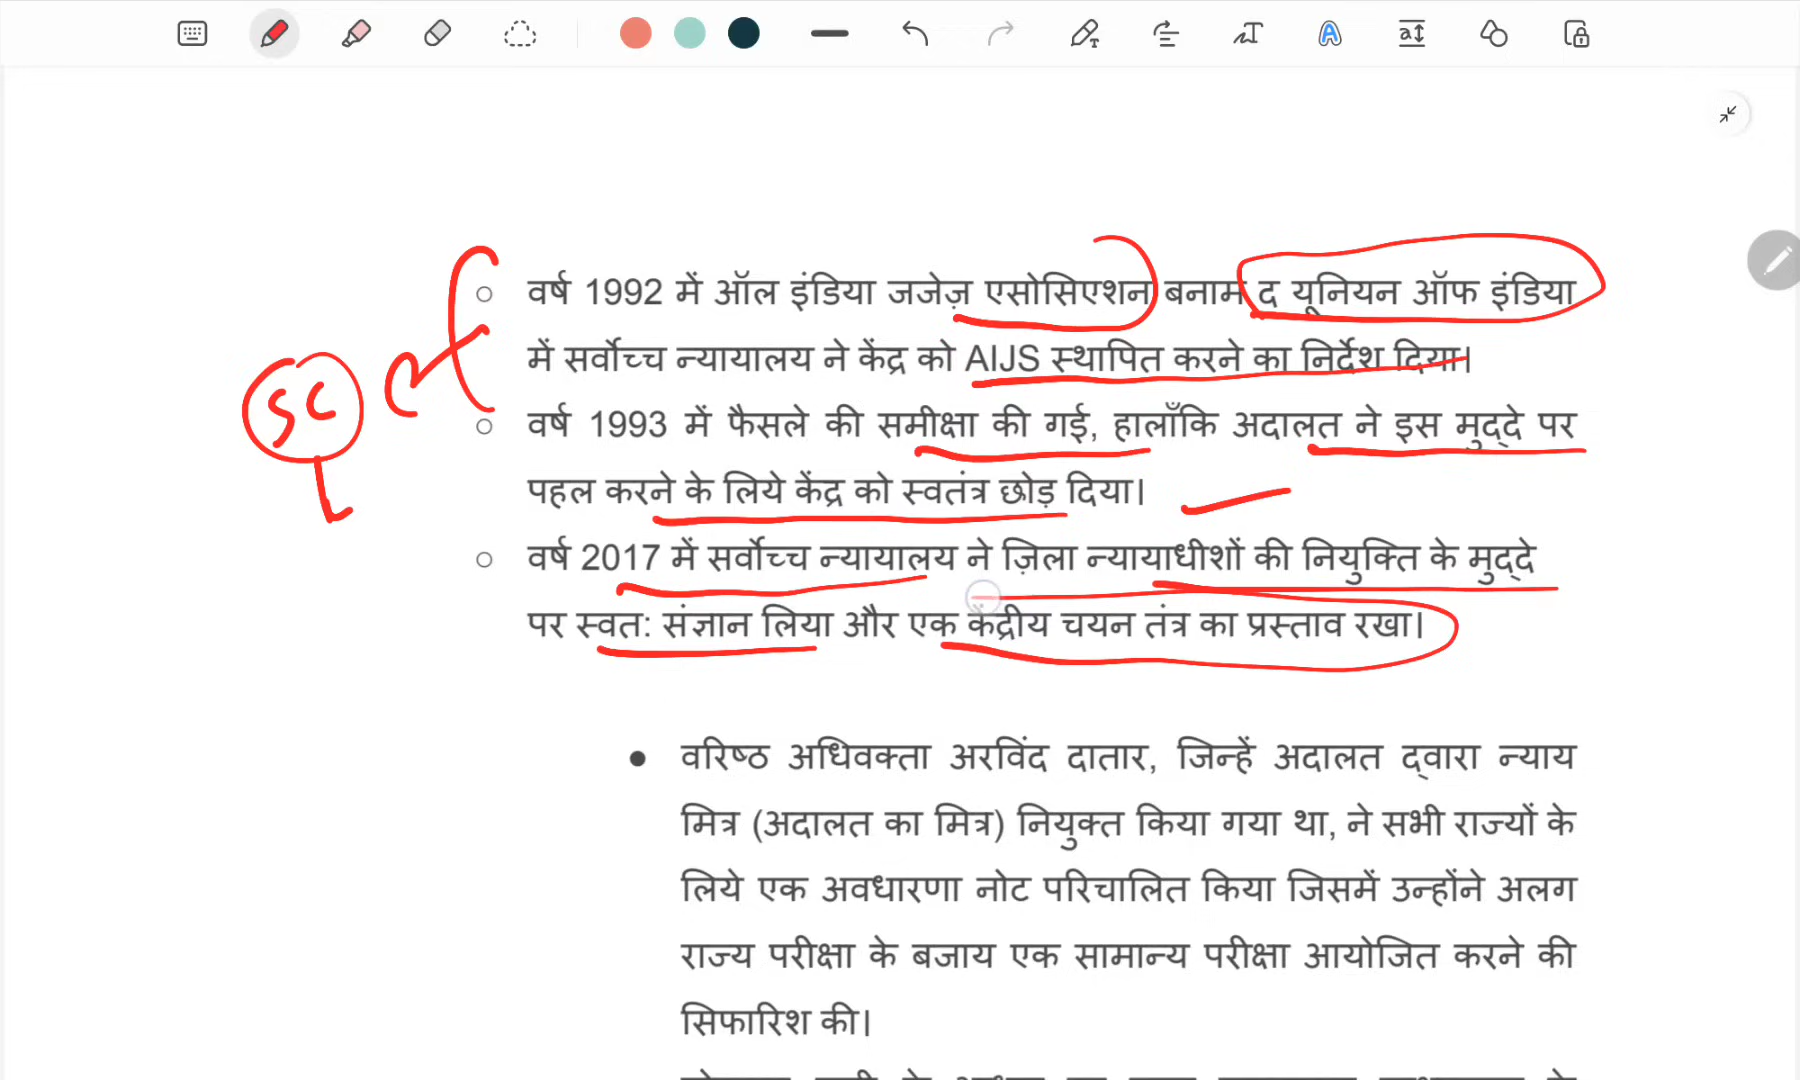 वर्ष 1992 में ऑल इंडिया जजेज़ एसोसिएशन बनाम द यूनियन ऑफ इंडिया
में सर्वोच्च न्यायालय ने केंद्र को AIJS स्थापित करने का निर्देश दिया।
SC
वर्ष 1993 में फैसले की समीक्षा की गई, हालाँकि अदालत ने इस मुद्दे पर
पहल करने के लिये केंद्र को स्वतंत्र छोड़ दिया।
वर्ष 2017 में सर्वोच्च न्यायालय ने ज़िला न्यायाधीशों की नियुक्ति के मुद्दे
पर स्वत: संज्ञान लिया और एक केंद्रीय चयन तंत्र का प्रस्ताव रखा।
वरिष्ठ अधिवक्ता अरविंद दातार, जिन्हें अदालत द्वारा न्याय
मित्र (अदालत का मित्र) नियुक्त किया गया था, ने सभी राज्यों के
लिये एक अवधारणा नोट परिचालित किया जिसमें उन्होंने अलग
राज्य परीक्षा के बजाय एक सामान्य परीक्षा आयोजित करने की
सिफारिश की।